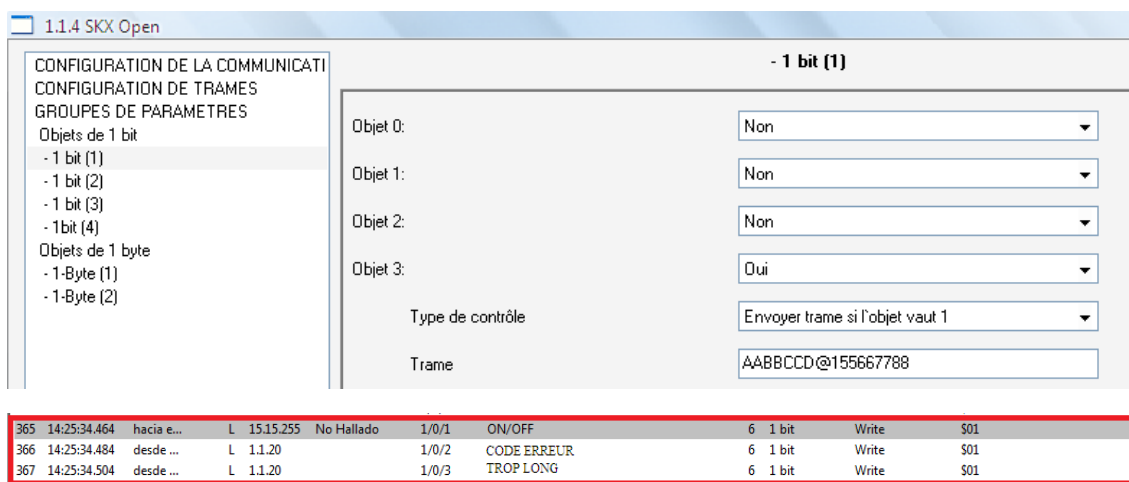 1.1.4 SKX Open
CONFIGURATION DE LA COMMUNICATI
CONFIGURATION DE TRAMES
GROUPES DE PARAMETRES
Objets de 1 bit
- 1 bit (1)
- 1 bit (2)
- 1 bit (3)
- 1bit (4)
Objets de 1 byte
- 1-Byte (1)
- 1-Byte (2)
- 1 bit (1)
Objet 0: Non
Objet 1: Non
Objet 2: Non
Objet 3: Oui
Type de contrôle Envoyer trame si l`objet vaut 1
Trame AABBCCD@155667788
365 14:25:34.464 hacia e... L 15.15.255 No Hallado 1/0/1 ON/OFF 6 1 bit Write $01
366 14:25:34.484 desde ... L 1.1.20 1/0/2 CODE ERREUR 6 1 bit Write $01
367 14:25:34.504 desde ... L 1.1.20 1/0/3 TROP LONG 6 1 bit Write $01